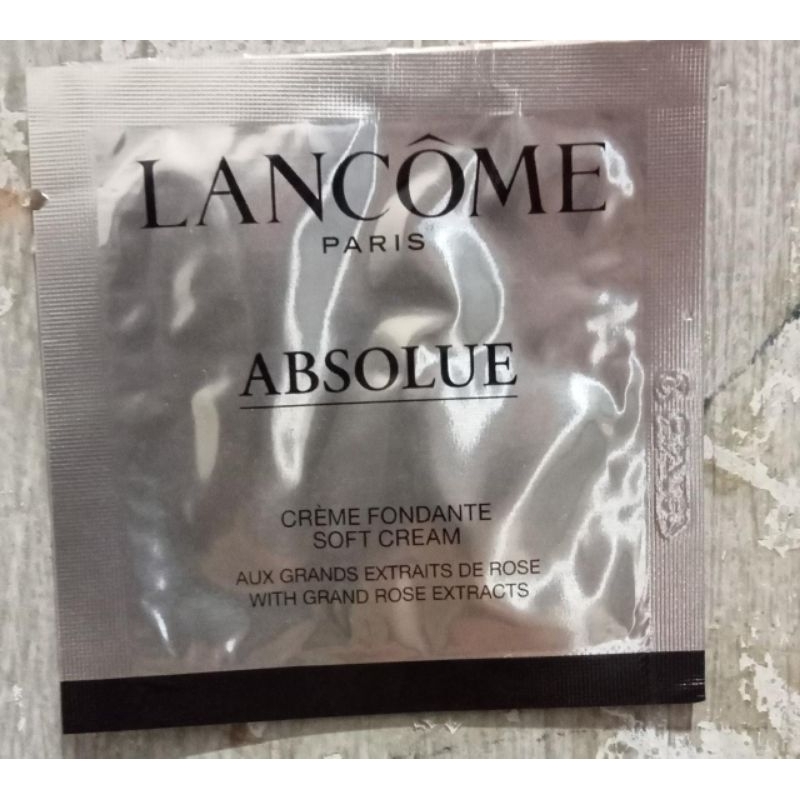 LANCÔME
PARIS
ABSOLUE
CRÈME FONDANTE
SOFT CREAM
AUX GRANDS EXTRAITS DE ROSE
WITH GRAND ROSE EXTRACTS